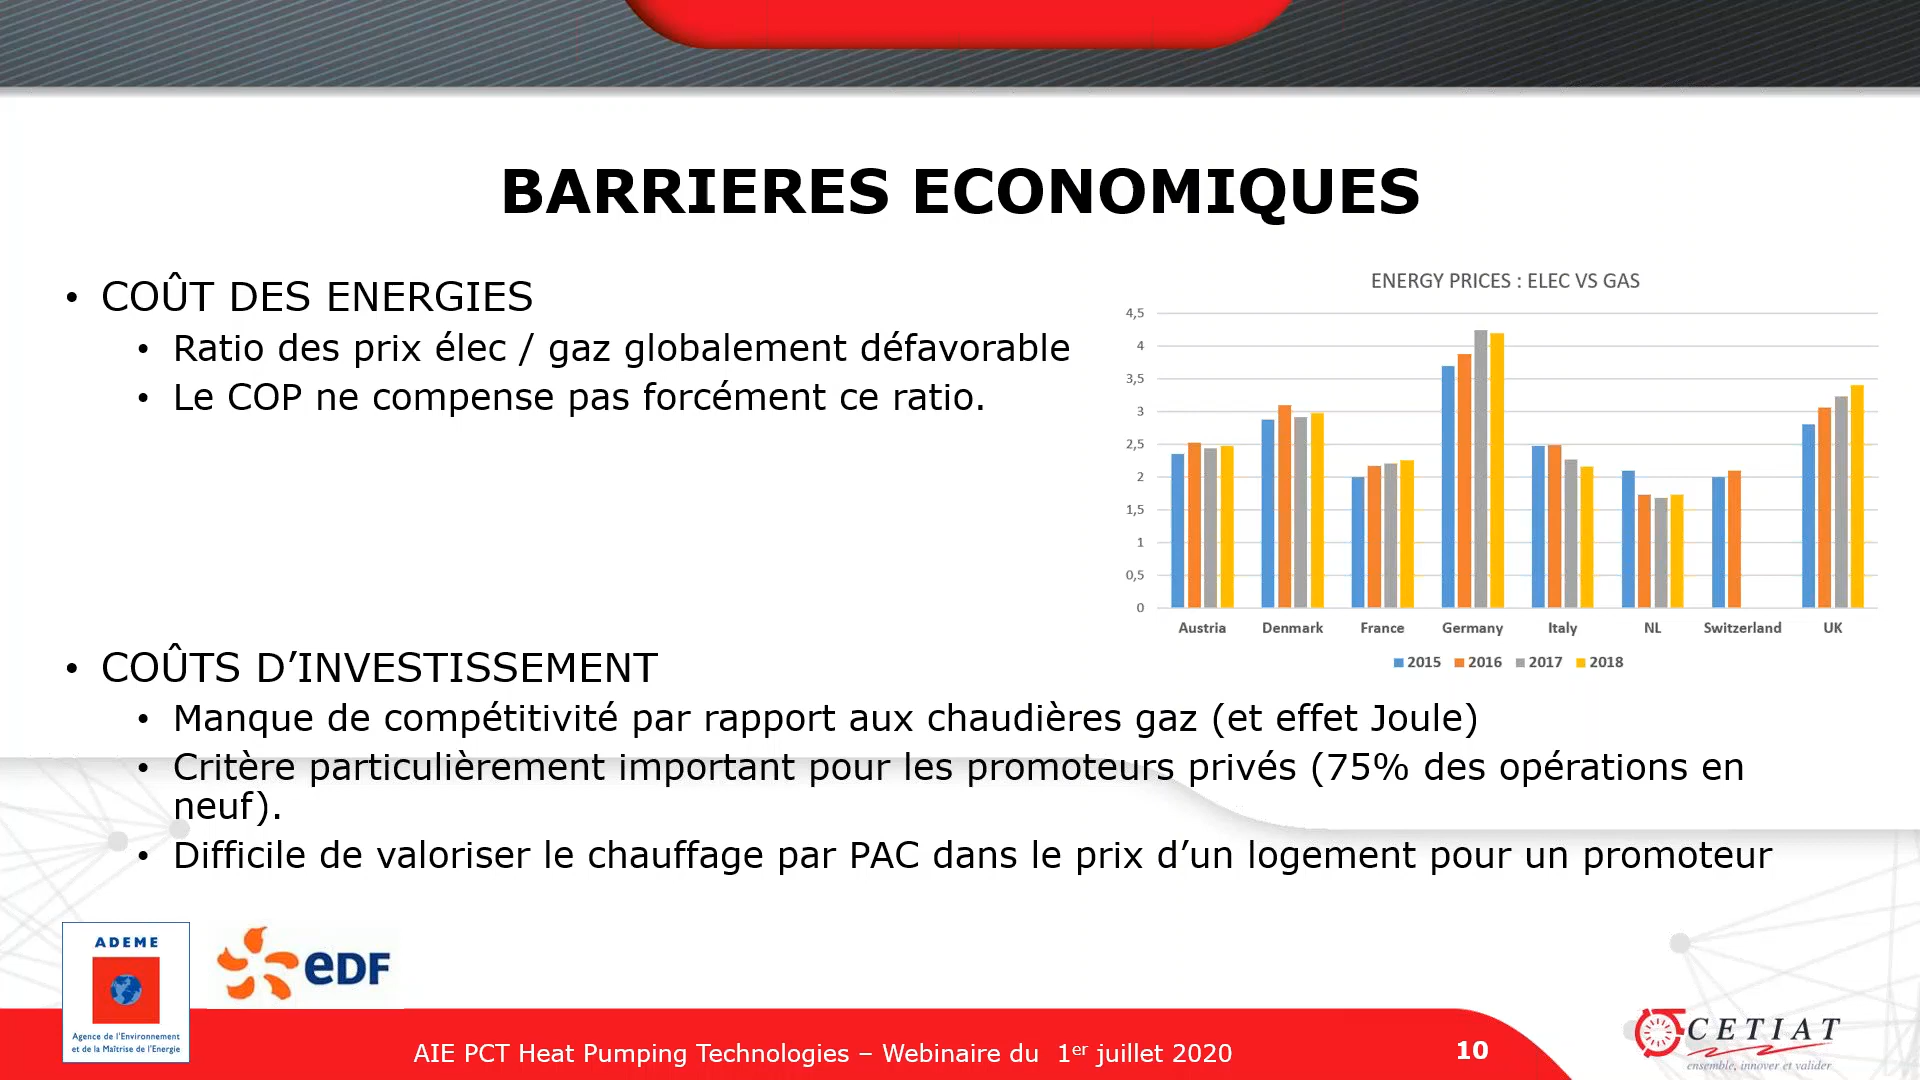 BARRIERES ECONOMIQUES
• COÛT DES ENERGIES
• Ratio des prix élec / gaz globalement défavorable
• Le COP ne compense pas forcément ce ratio.
ENERGY PRICES : ELEC VS GAS
4,5
4
3,5
3
2,5
2
1,5
1
0,5
0
Austria Denmark France Germany Italy NL Switzerland UK
2015 2016 2017 2018
• COÛTS D’INVESTISSEMENT
• Manque de compétitivité par rapport aux chaudières gaz (et effet Joule)
• Critère particulièrement important pour les promoteurs privés (75% des opérations en
neuf).
• Difficile de valoriser le chauffage par PAC dans le prix d’un logement pour un promoteur
ADEME
Agence de l'Environnement
et de la Maîtrise de l'Energie
eDF
AIE PCT Heat Pumping Technologies – Webinaire du 1er juillet 2020
10
CETIAT
ensemble, innover et valider